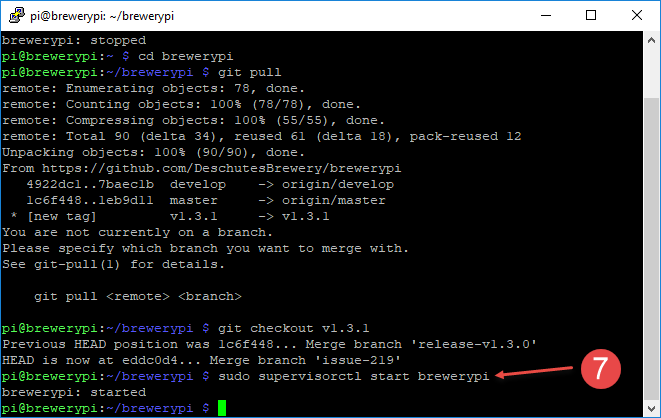 pi@brewerypi: ~/brewerypi
brewerypi: stopped
pi@brewerypi:~ $ cd brewerypi
pi@brewerypi:~/brewerypi $ git pull
remote: Enumerating objects: 78, done.
remote: Counting objects: 100% (78/78), done.
remote: Compressing objects: 100% (55/55), done.
remote: Total 90 (delta 34), reused 61 (delta 18), pack-reused 12
Unpacking objects: 100% (90/90), done.
From https://github.com/DeschutesBrewery/brewerypi
   4922dc1..7baec1b  develop    -> origin/develop
   1c6f448..1eb9d11  master     -> origin/master
 * [new tag]         v1.3.1     -> v1.3.1
You are not currently on a branch.
Please specify which branch you want to merge with.
See git-pull(1) for details.
    git pull <remote> <branch>
pi@brewerypi:~/brewerypi $ git checkout v1.3.1
Previous HEAD position was 1c6f448... Merge branch 'release-v1.3.0'
HEAD is now at eddc0d4... Merge branch 'issue-219'
pi@brewerypi:~/brewerypi $ sudo supervisorctl start brewerypi
7
brewerypi: started
pi@brewerypi:~/brewerypi $